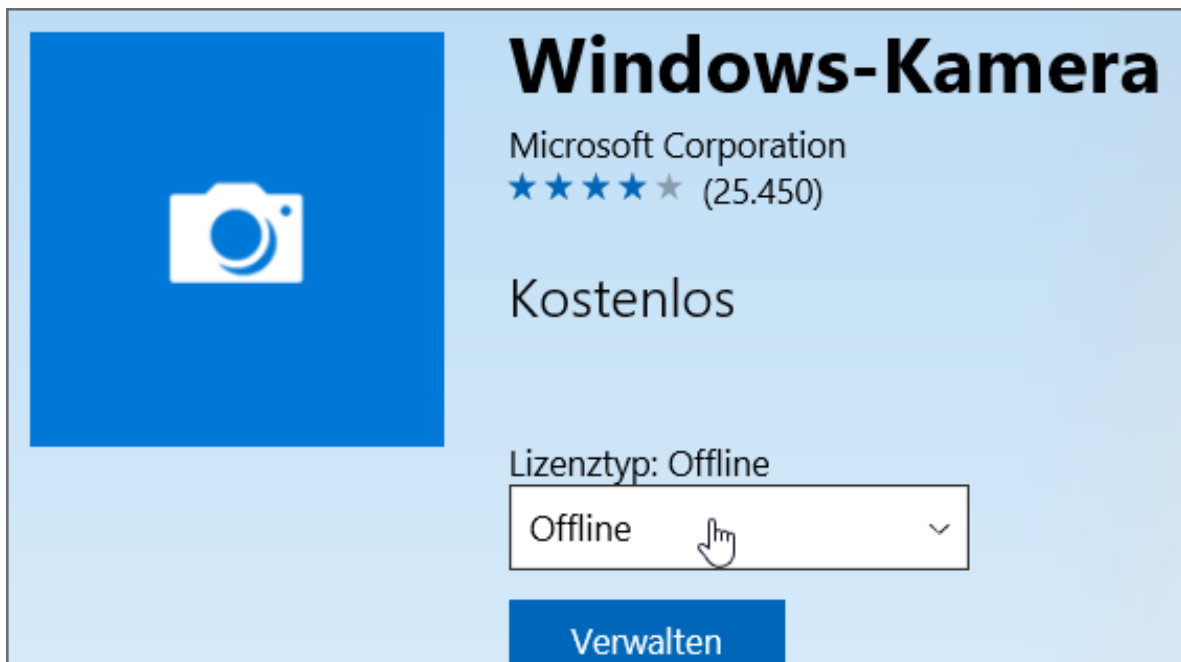 Windows-Kamera
Microsoft Corporation
(25.450)
Kostenlos
Lizenztyp: Offline
Offline
Verwalten